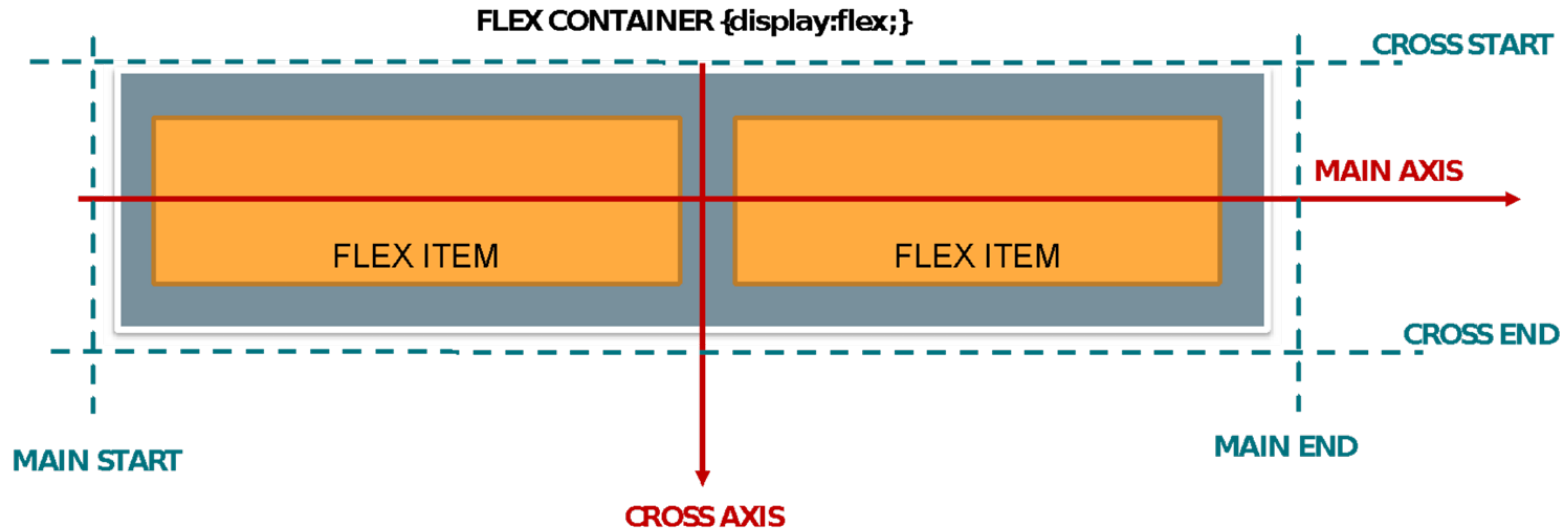 FLEX CONTAINER {display:flex;}
CROSS START
MAIN AXIS
FLEX ITEM
FLEX ITEM
CROSS END
MAIN START
MAIN END
CROSS AXIS